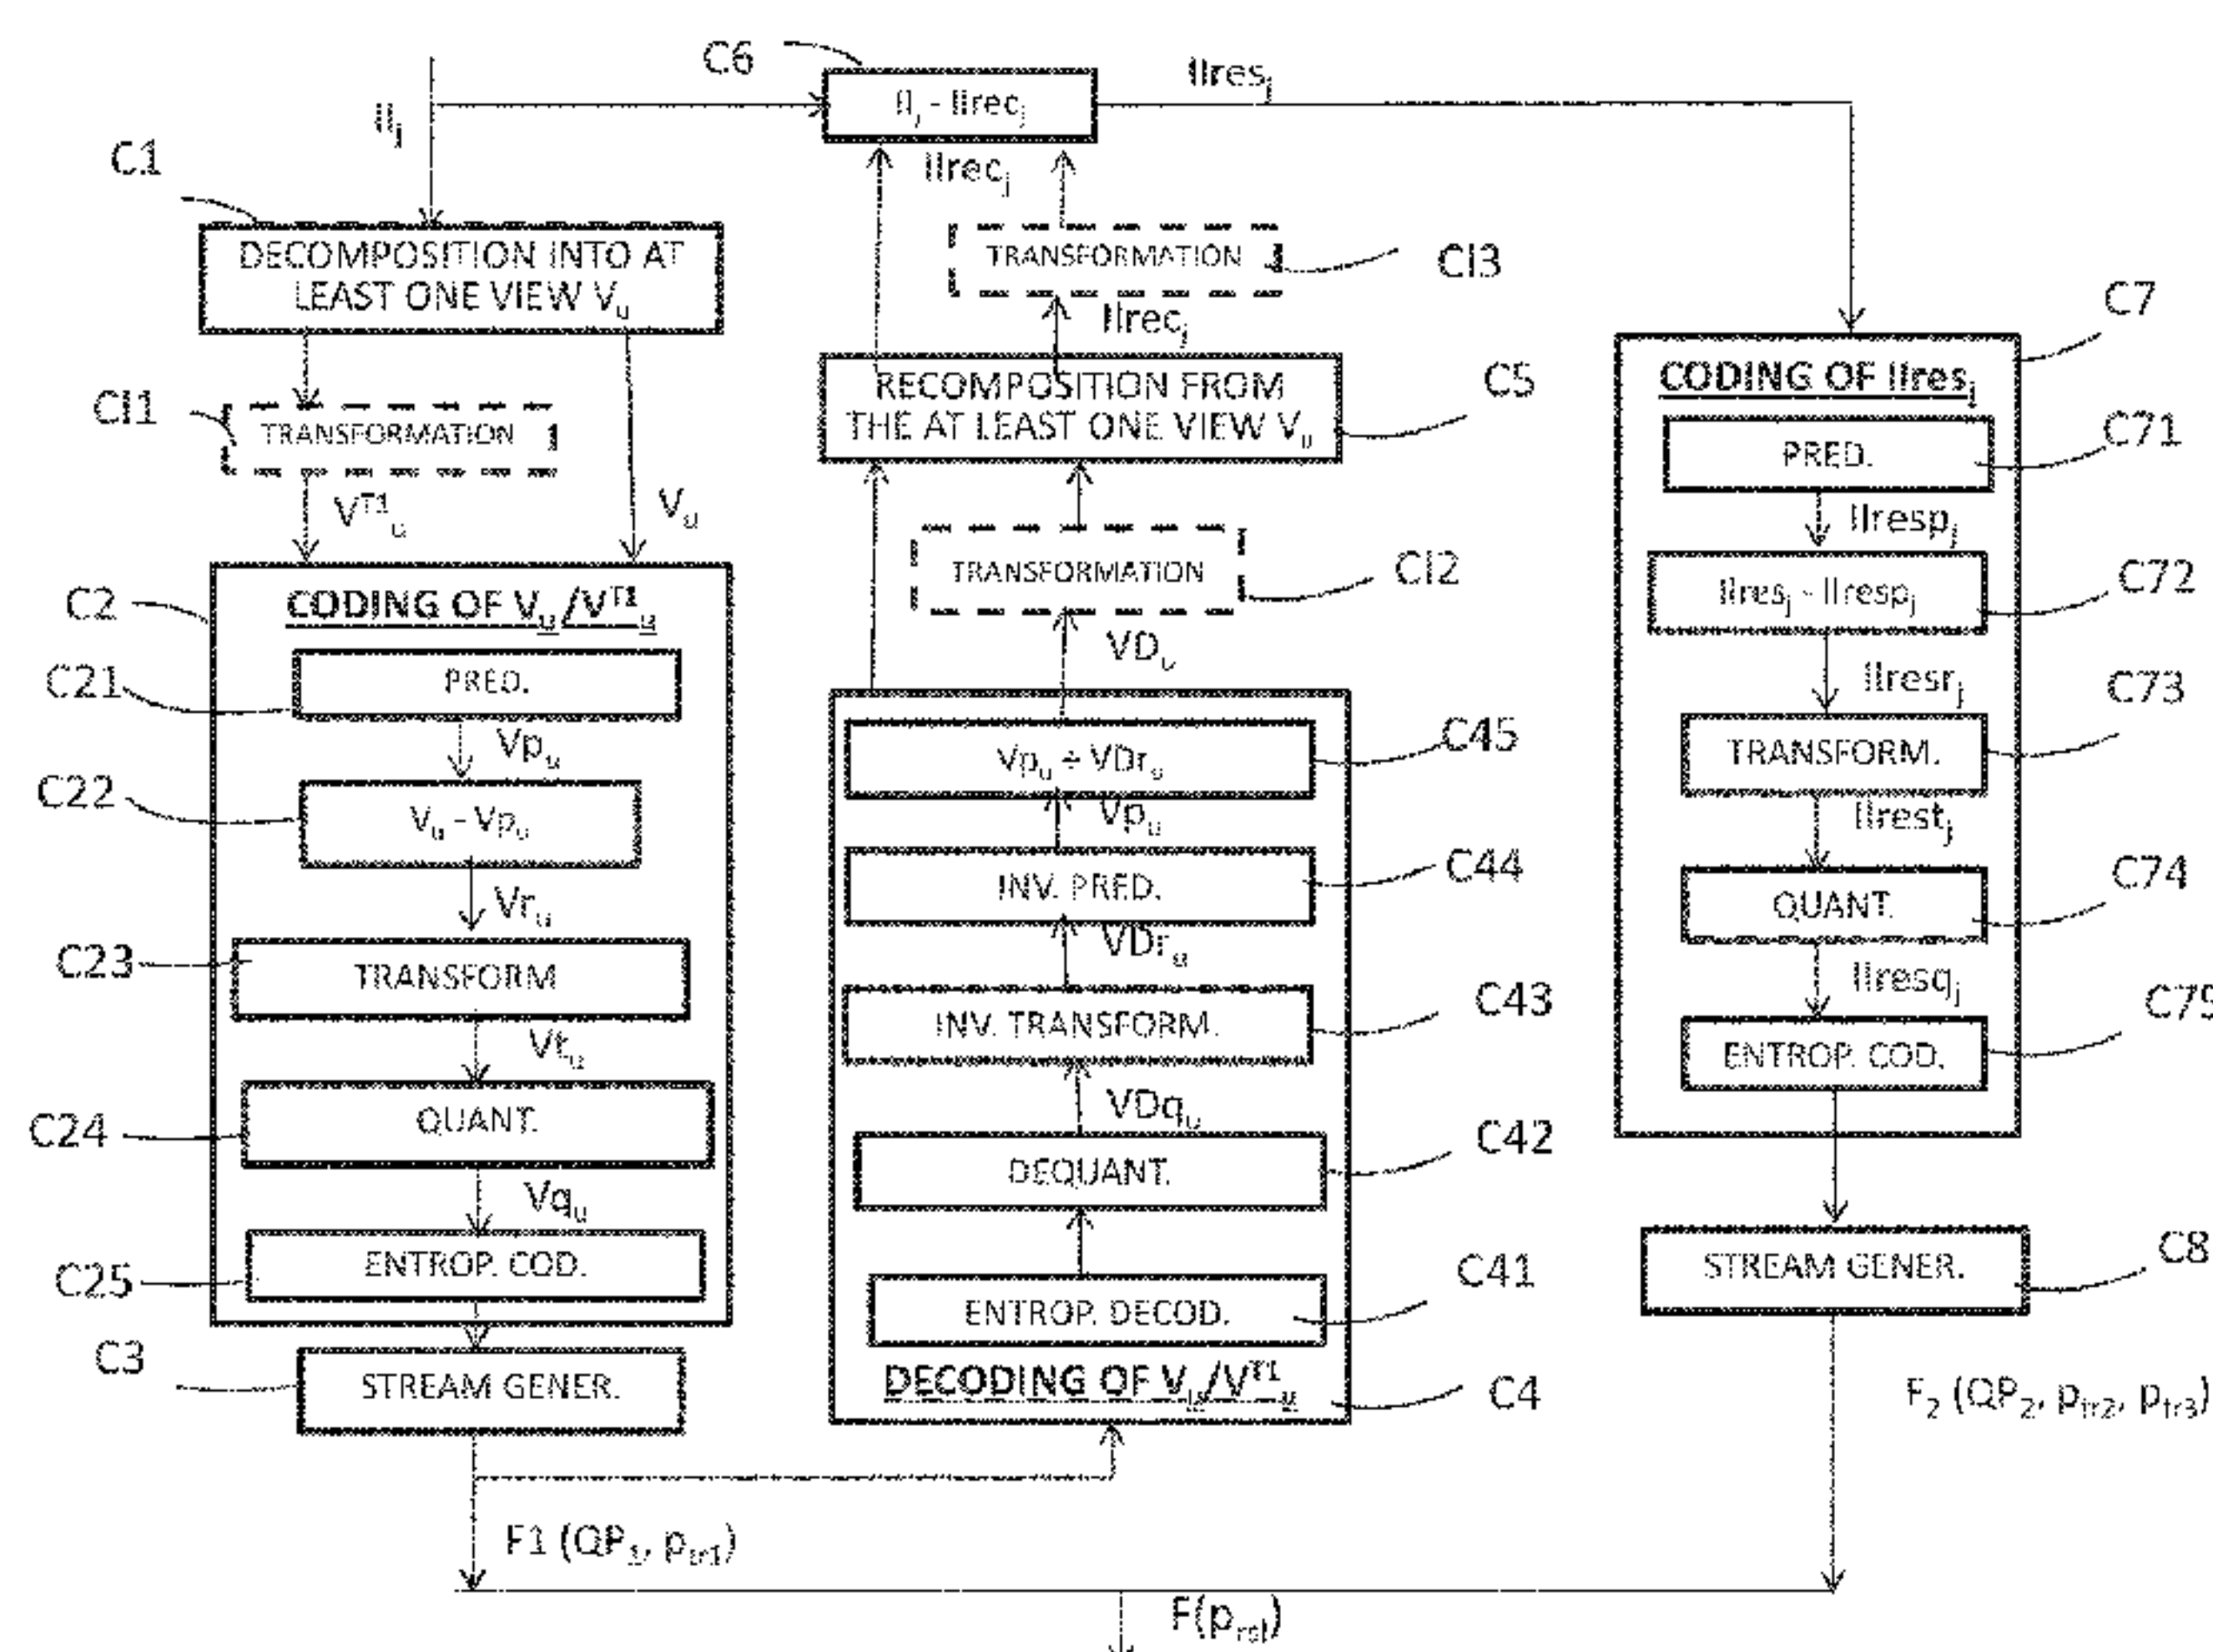 C6
II_j - IIrec_j
IIres_j
II_j
C1
IIrec_j
DECOMPOSITION INTO AT
LEAST ONE VIEW V_u
TRANSFORMATION
CI3
IIrec_j
C7
CI1
TRANSFORMATION
RECOMPOSITION FROM
THE AT LEAST ONE VIEW V_u
C5
CODING OF IIres_j
PRED.
C71
V^T1_u
V_u
IIresp_j
TRANSFORMATION
CI2
IIres_j - IIresp_j
C72
C2
CODING OF V_u/V^T1_u
VD_u
IIresr_j
C21
PRED.
Vp_u
Vp_u + VDr_u
C45
TRANSFORM.
C73
C22
V_u - Vp_u
Vp_u
IIrest_j
Vr_u
INV. PRED.
C44
QUANT.
C74
C23
TRANSFORM
VDr_u
IIresq_j
Vt_u
INV. TRANSFORM.
C43
ENTROP. COD.
C75
C24
QUANT.
VDq_u
Vq_u
DEQUANT.
C42
C25
ENTROP. COD.
ENTROP. DECOD.
C41
STREAM GENER.
C8
C3
STREAM GENER.
DECODING OF V_u/V^T1_u
C4
F_2 (QP_2, p_tr2, p_tr3)
F1 (QP_1, p_tr1)